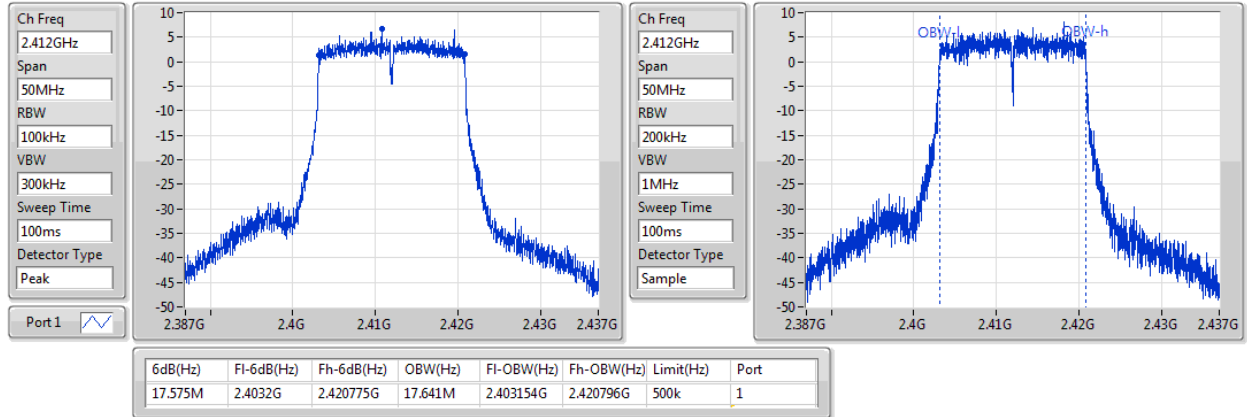 Ch Freq
2.412GHz
Span
50MHz
RBW
100kHz
VBW
300kHz
Sweep Time
100ms
Detector Type
Peak
Port 1
10
5
0
-5
-10
-15
-20
-25
-30
-35
-40
-45
-50
2.387G 2.4G 2.41G 2.42G 2.43G 2.437G
Ch Freq
2.412GHz
Span
50MHz
RBW
200kHz
VBW
1MHz
Sweep Time
100ms
Detector Type
Sample
10
5
0
-5
-10
-15
-20
-25
-30
-35
-40
-45
-50
OBW-l OBW-h
2.387G 2.4G 2.41G 2.42G 2.43G 2.437G
6dB(Hz) Fl-6dB(Hz) Fh-6dB(Hz) OBW(Hz) Fl-OBW(Hz) Fh-OBW(Hz) Limit(Hz) Port
17.575M 2.4032G 2.420775G 17.641M 2.403154G 2.420796G 500k 1